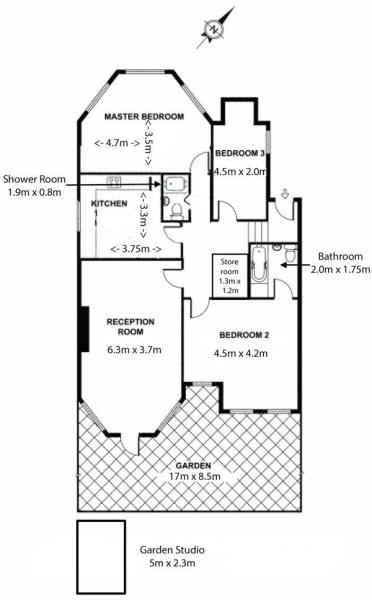 N
MASTER BEDROOM
<- 4.7m ->
<- 3.5m ->
BEDROOM 3
4.5m x 2.0m
Shower Room
1.9m x 0.8m
KITCHEN
1
<- 3.3m ->
<- 3.75m ->
Store
room
1.3m x
1.2m
Bathroom
2.0m x 1.75m
RECEPTION
ROOM
6.3m x 3.7m
BEDROOM 2
4.5m x 4.2m
GARDEN
17m x 8.5m
Garden Studio
5m x 2.3m